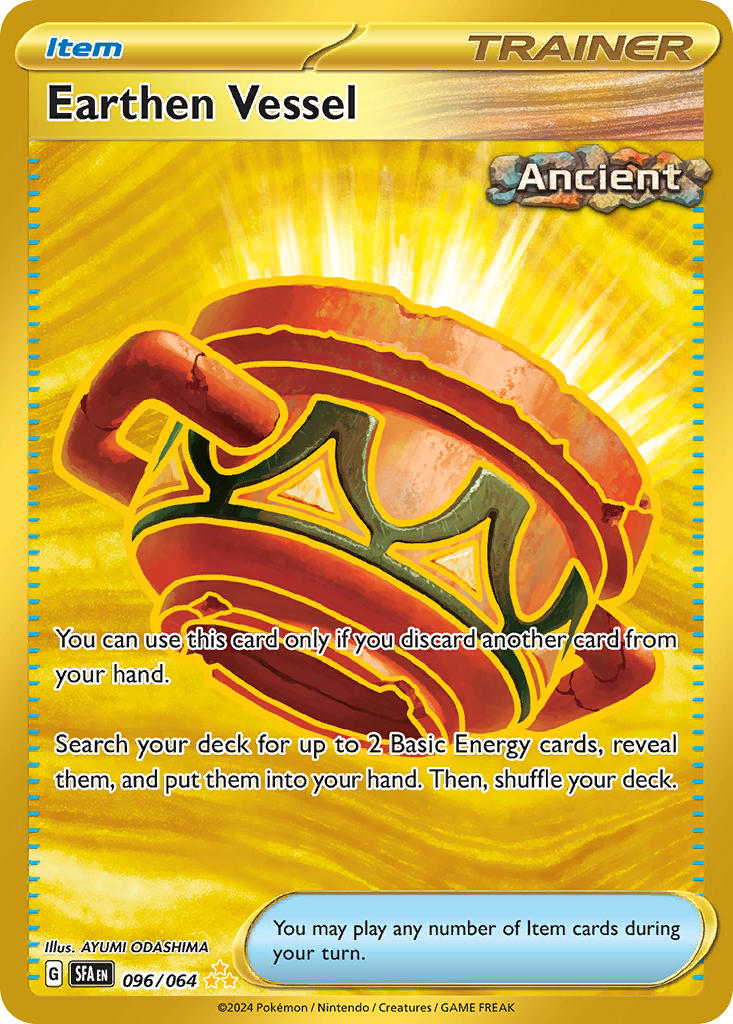 Item
TRAINER
Earthen Vessel
Ancient
You can use this card only if you discard another card from
your hand.
Search your deck for up to 2 Basic Energy cards, reveal
them, and put them into your hand. Then, shuffle your deck.
You may play any number of Item cards during
your turn.
Illus. AYUMI ODASHIMA
G SFA EN 096/064
©2024 Pokémon / Nintendo / Creatures / GAME FREAK